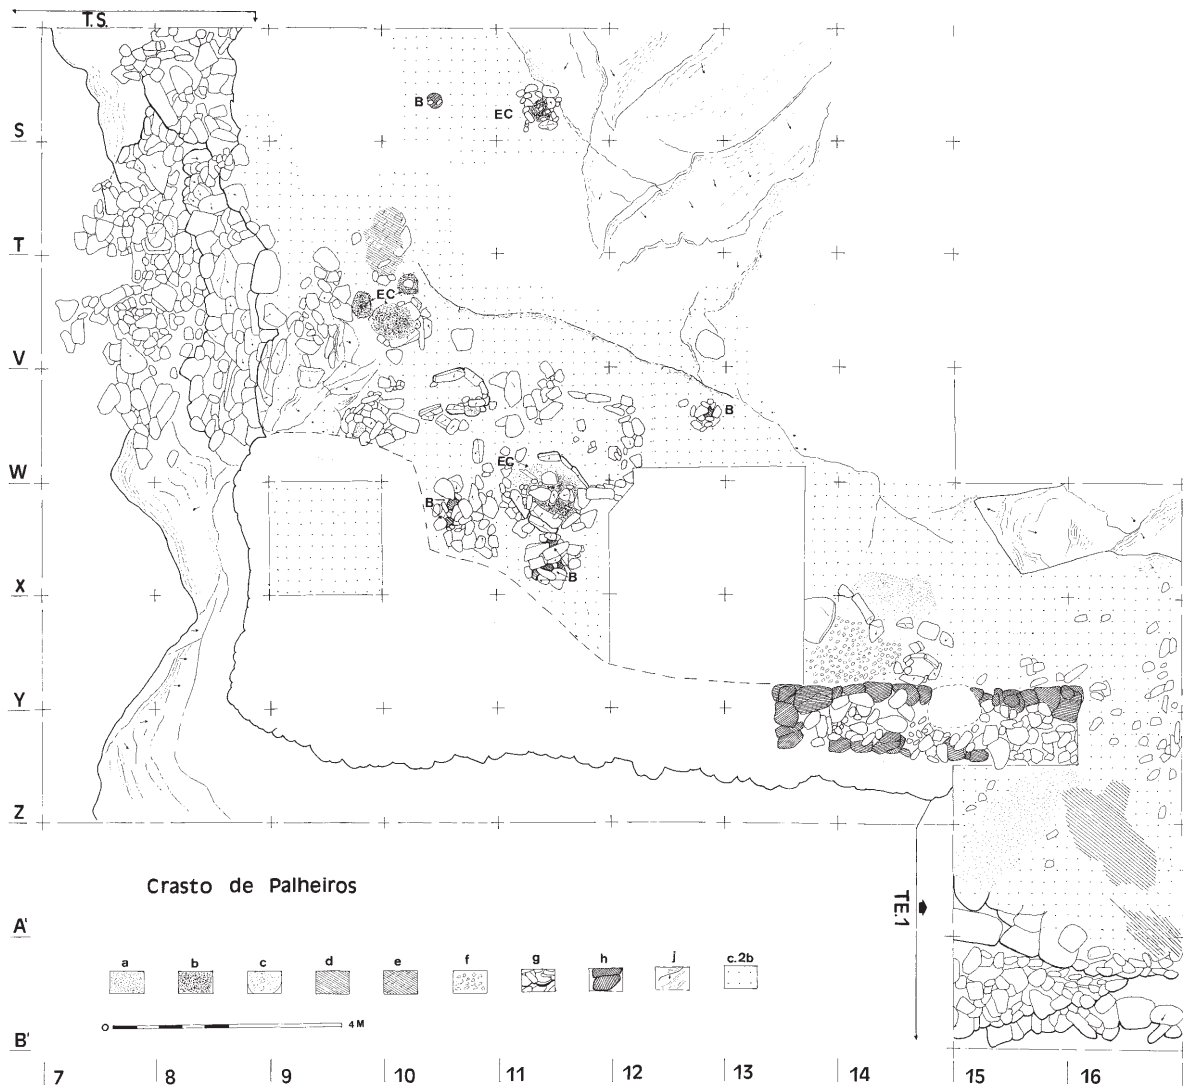 T.S.
B
EC
S
T
EC
V
B
EC
W
B
B
X
Y
Z
Crasto de Palheiros
TE.1
A'
a b c d e f g h j c.2b
O 4 M
B'
7 8 9 10 11 12 13 14 15 16